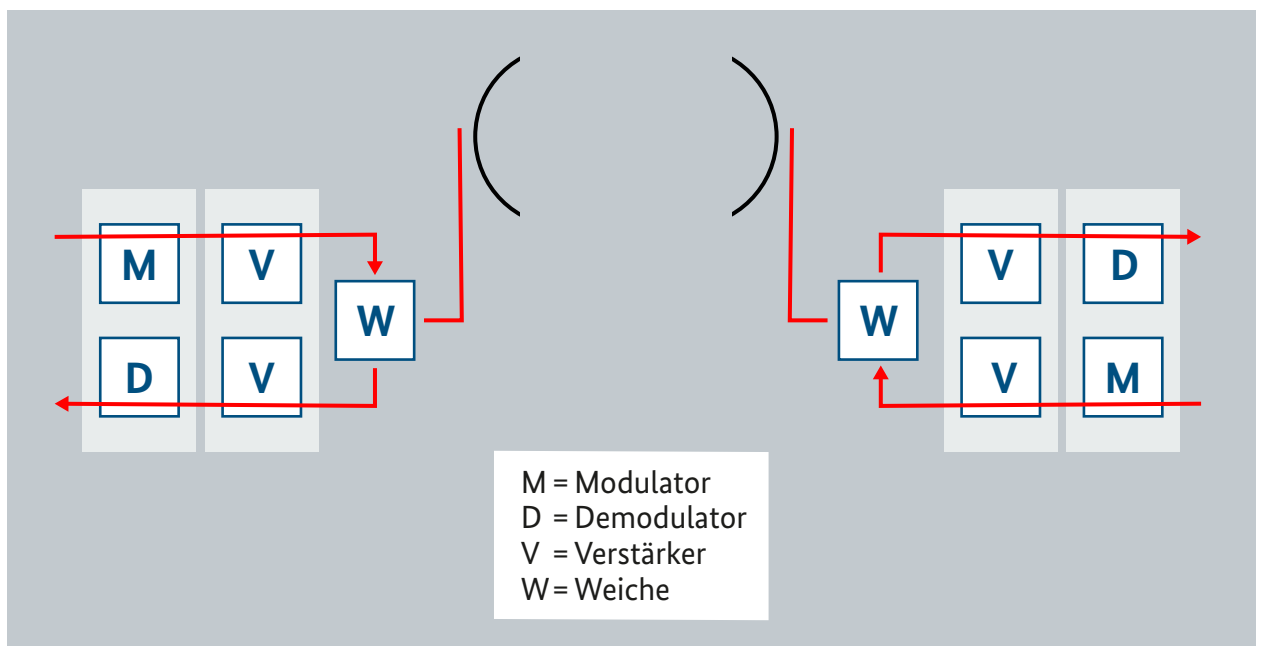 M V
W
D V
V D
W
V M
M = Modulator
D = Demodulator
V = Verstärker
W = Weiche